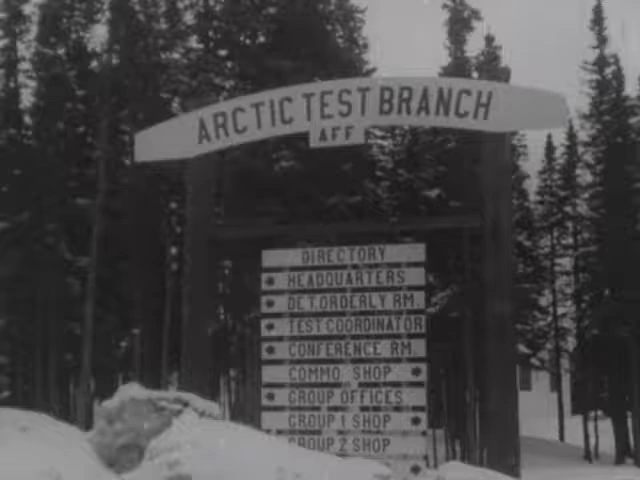 ARCTIC TEST BRANCH
AFF
DIRECTORY
HEADQUARTERS
DET. ORDERLY RM.
TEST COORDINATOR
CONFERENCE RM
COMMO SHOP
GROUP OFFICES
GROUP 1 SHOP
GROUP 2 SHOP